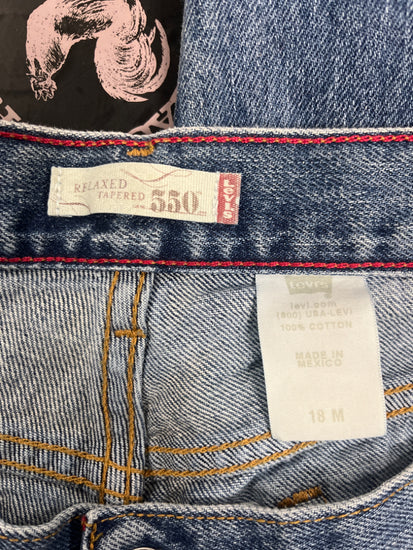 RELAXED
TAPERED
550
LEVI'S
Levi's
levi.com
(800) USA-LEVI
100% COTTON
MADE IN
MEXICO
18 M